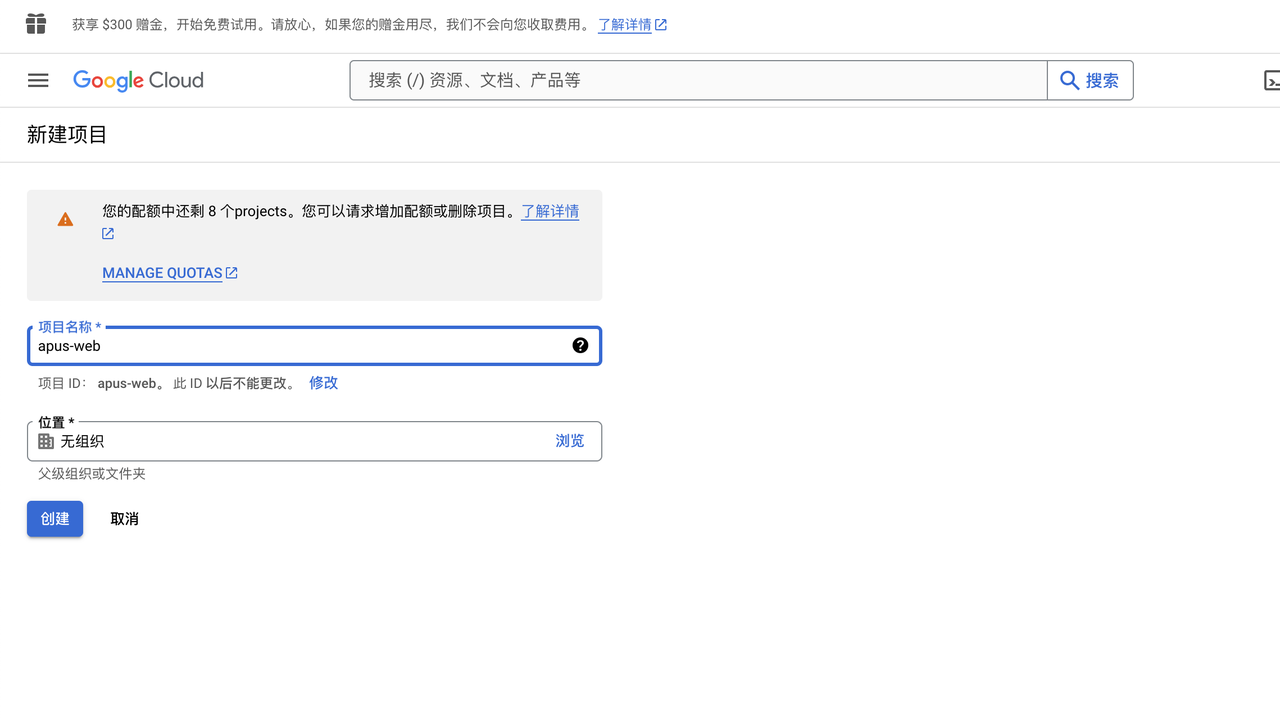 获享 $300 赠金，开始免费试用。请放心，如果您的赠金用尽，我们不会向您收取费用。 了解详情
Google Cloud
搜索 (/) 资源、文档、产品等
搜索
新建项目
您的配额中还剩 8 个projects。您可以请求增加配额或删除项目。了解详情
MANAGE QUOTAS
项目名称 *
apus-web
项目 ID： apus-web。 此 ID 以后不能更改。 修改
位置 *
无组织
浏览
父级组织或文件夹
创建
取消